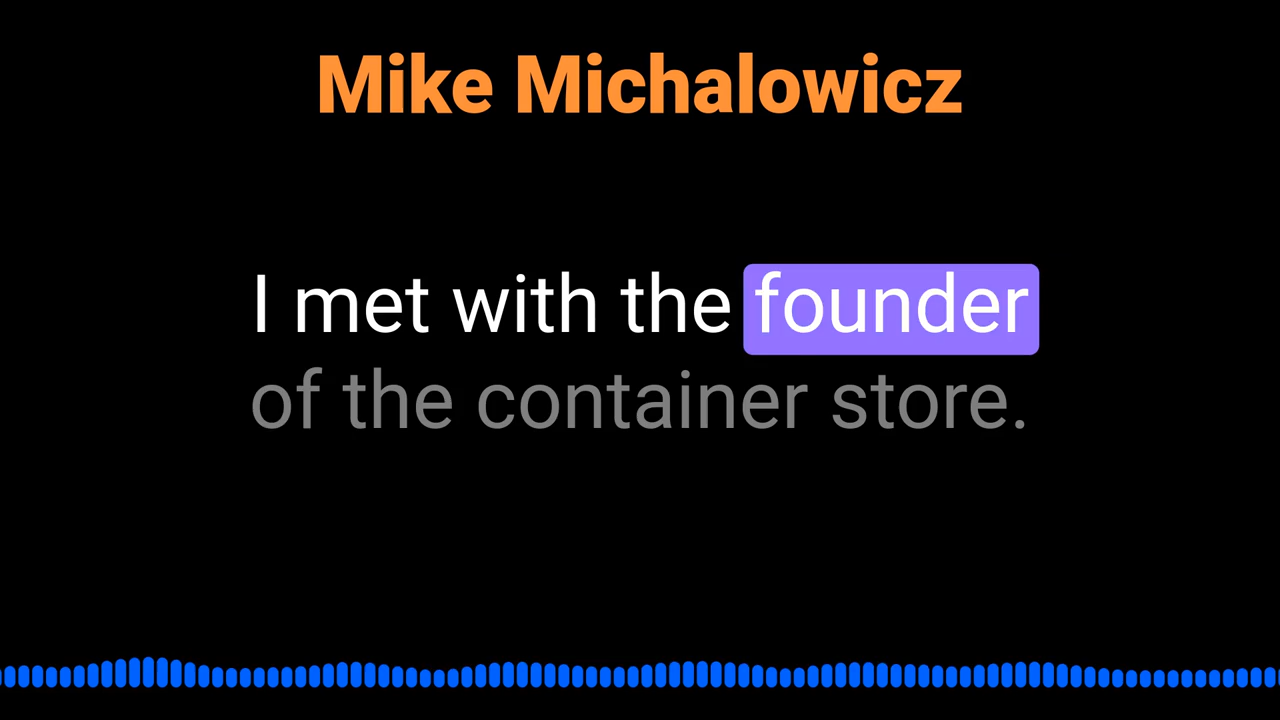 Mike Michalowicz
I met with the founder
of the container store.